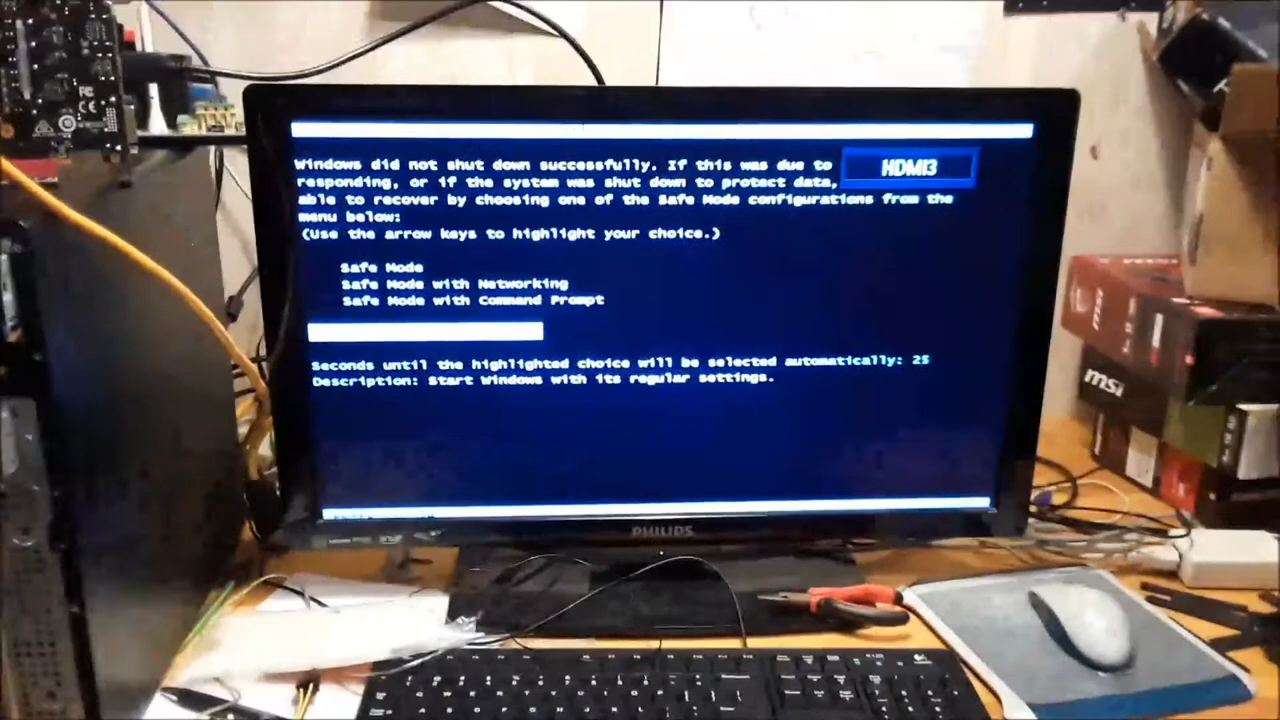 FC
CE
Windows did not shut down successfully. If this was due to
HDMI3
responding, or if the system was shut down to protect data,
able to recover by choosing one of the Safe Mode configurations from the
menu below:
(Use the arrow keys to highlight your choice.)
Safe Mode
Safe Mode with Networking
Safe Mode with Command Prompt
Seconds until the highlighted choice will be selected automatically: 25
Description: Start Windows with its regular settings.
PHILIPS
msi
msi